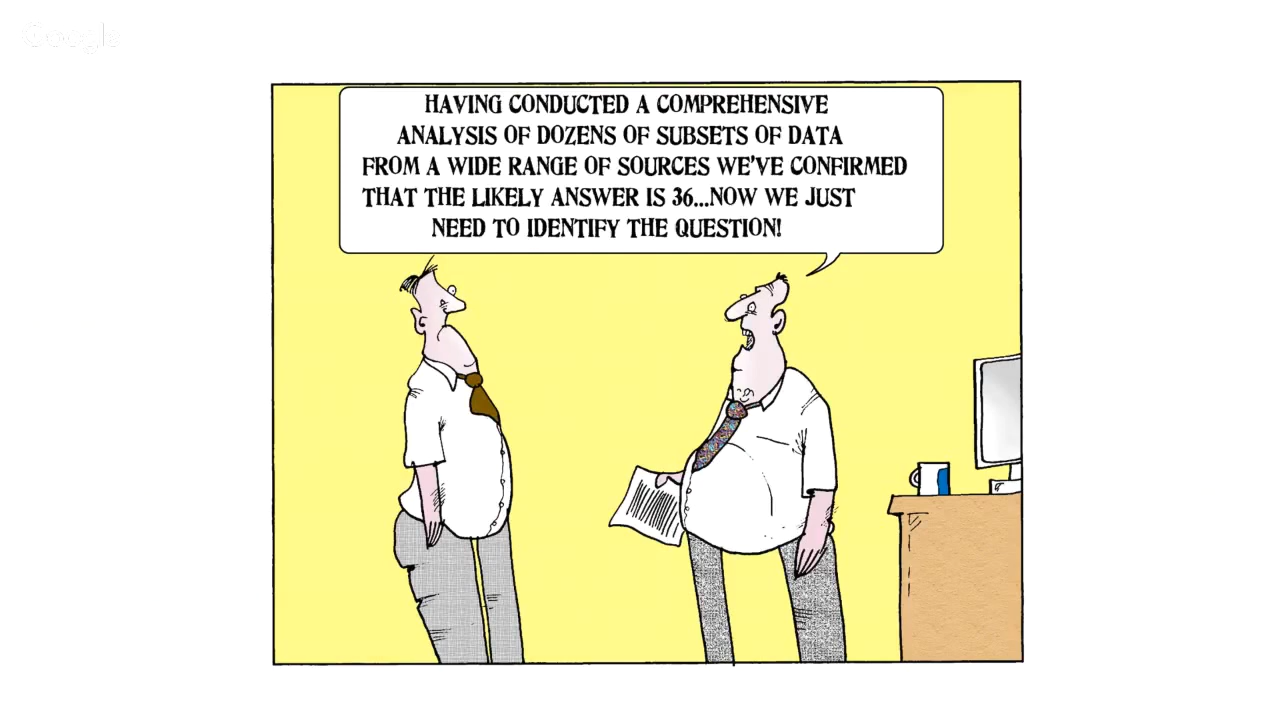 Google
HAVING CONDUCTED A COMPREHENSIVE
ANALYSIS OF DOZENS OF SUBSETS OF DATA
FROM A WIDE RANGE OF SOURCES WE'VE CONFIRMED
THAT THE LIKELY ANSWER IS 36...NOW WE JUST
NEED TO IDENTIFY THE QUESTION!